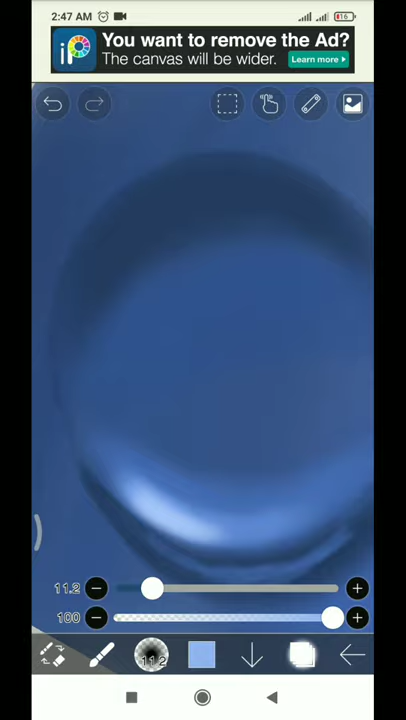 2:47 AM
16
You want to remove the Ad?
The canvas will be wider.
Learn more
11.2
100
11.2